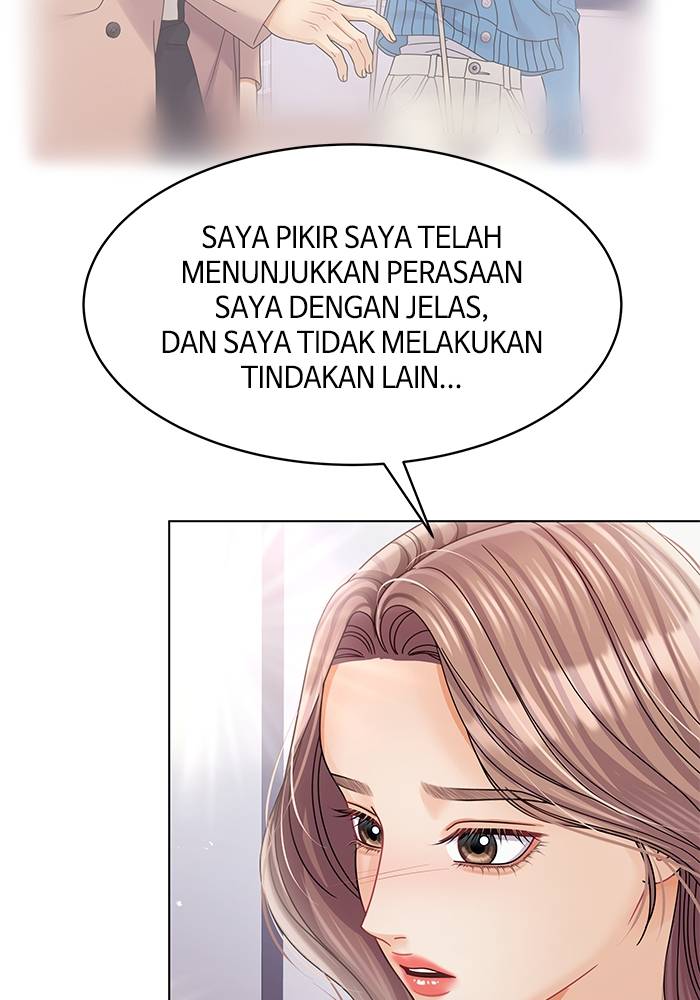 SAYA PIKIR SAYA TELAH
MENUNJUKKAN PERASAAN
SAYA DENGAN JELAS,
DAN SAYA TIDAK MELAKUKAN
TINDAKAN LAIN...